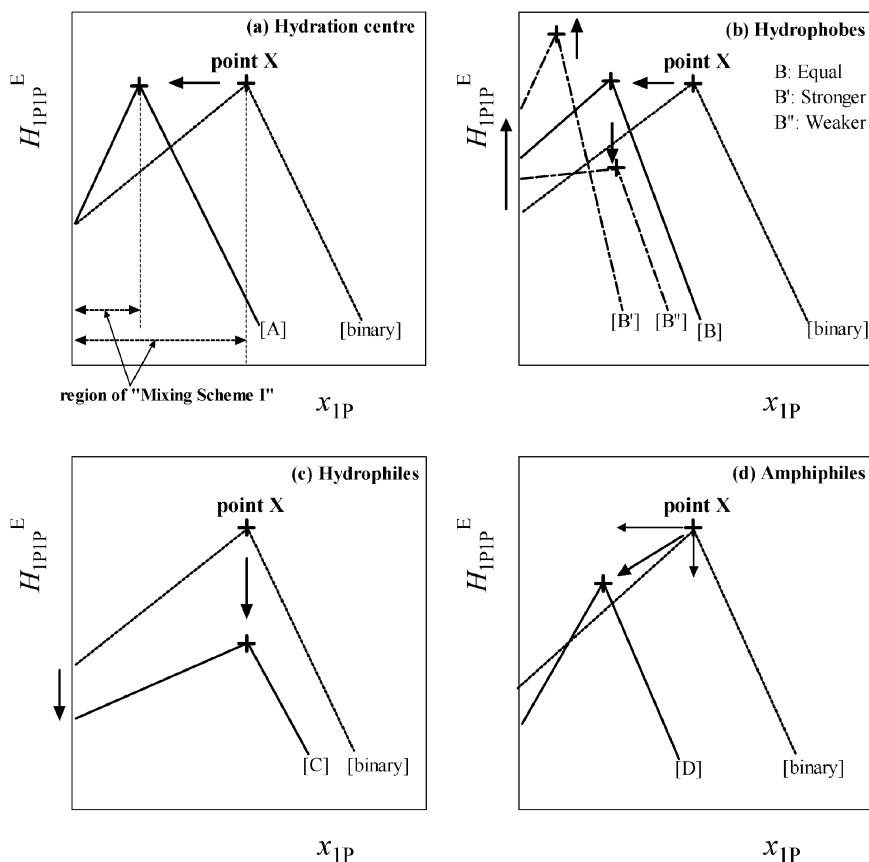 (a) Hydration centre
point X
H1P1P E
[A]
[binary]
region of "Mixing Scheme I"
x1P
(b) Hydrophobes
point X
B: Equal
B': Stronger
B": Weaker
H1P1P E
[B'] [B"] [B] [binary]
x1P
(c) Hydrophiles
point X
H1P1P E
[C] [binary]
x1P
(d) Amphiphiles
point X
H1P1P E
[D] [binary]
x1P